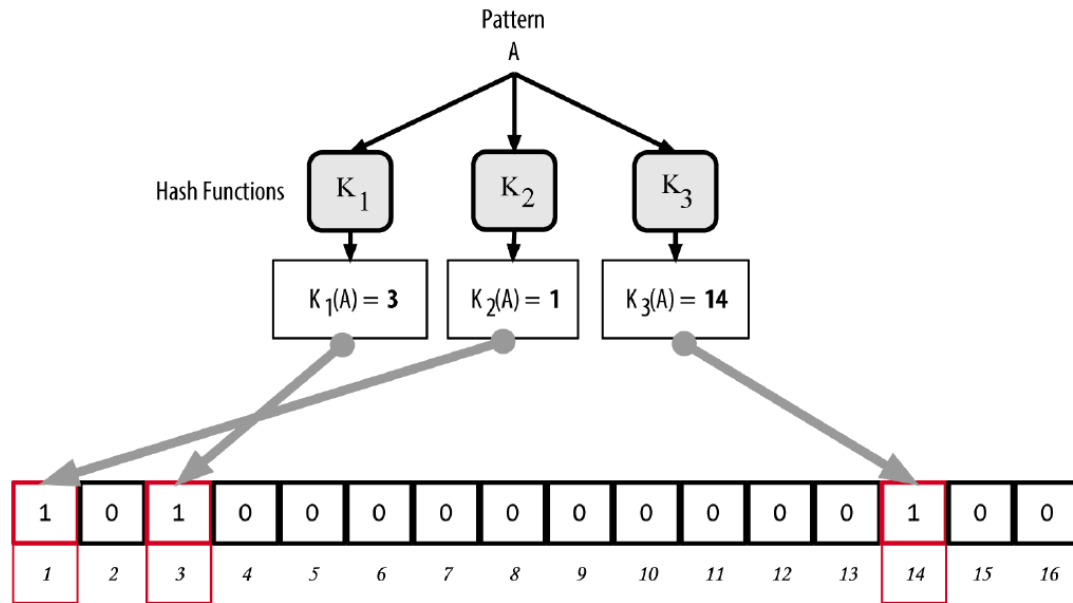 Pattern
A
Hash Functions
K1 K2 K3
K1(A) = 3 K2(A) = 1 K3(A) = 14
1 0 1 0 0 0 0 0 0 0 0 0 0 1 0 0
1 2 3 4 5 6 7 8 9 10 11 12 13 14 15 16